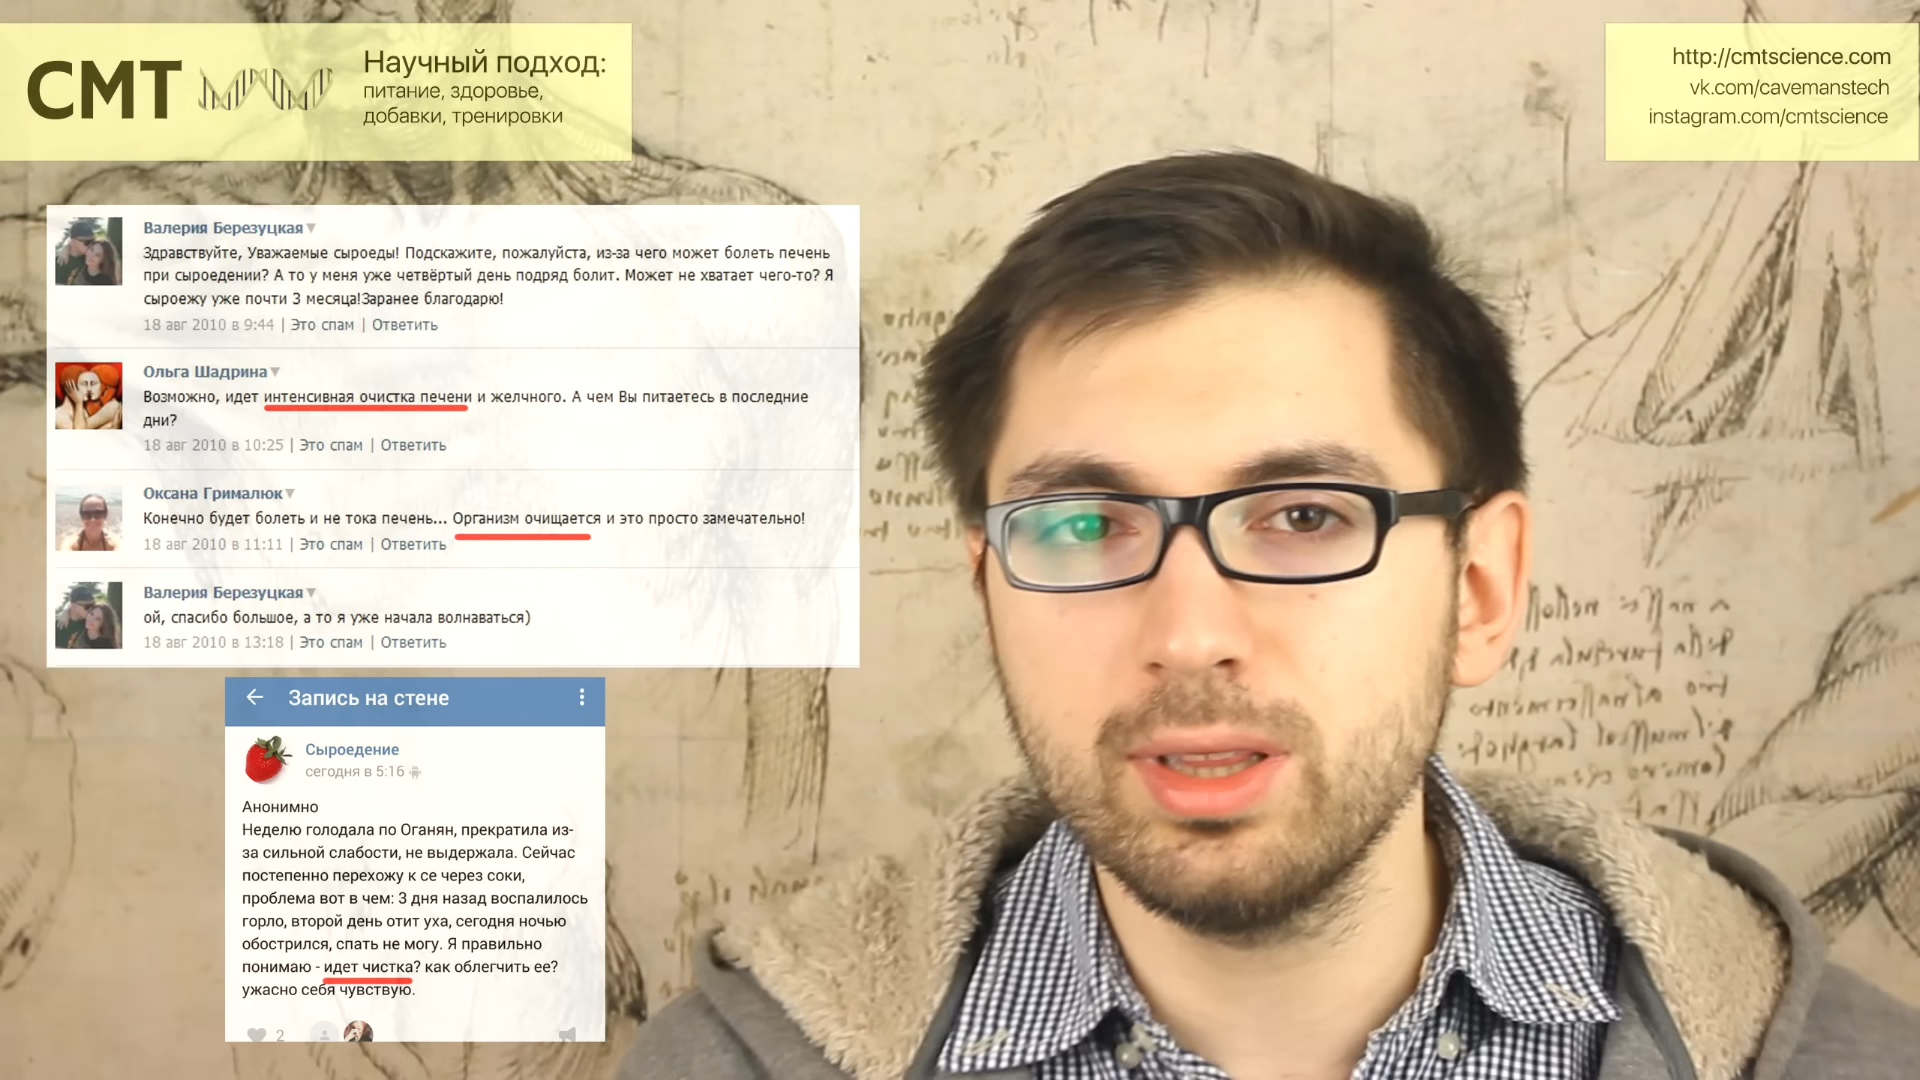 CMT
Научный подход:
питание, здоровье,
добавки, тренировки
http://cmtscience.com
vk.com/cavemanstech
instagram.com/cmtscience
Валерия Березуцкая
Здравствуйте, Уважаемые сыроеды! Подскажите, пожалуйста, из-за чего может болеть печень
при сыроедении? А то у меня уже четвёртый день подряд болит. Может не хватает чего-то? Я
сыроежу уже почти 3 месяца!Заранее благодарю!
18 авг 2010 в 9:44 | Это спам | Ответить
Ольга Шадрина
Возможно, идет интенсивная очистка печени и желчного. А чем Вы питаетесь в последние
дни?
18 авг 2010 в 10:25 | Это спам | Ответить
Оксана Грималюк
Конечно будет болеть и не тока печень... Организм очищается и это просто замечательно!
18 авг 2010 в 11:11 | Это спам | Ответить
Валерия Березуцкая
ой, спасибо большое, а то я уже начала волнаваться)
18 авг 2010 в 13:18 | Это спам | Ответить
Запись на стене
Сыроедение
сегодня в 5:16
Анонимно
Неделю голодала по Оганян, прекратила из-
за сильной слабости, не выдержала. Сейчас
постепенно перехожу к се через соки,
проблема вот в чем: 3 дня назад воспалилось
горло, второй день отит уха, сегодня ночью
обострился, спать не могу. Я правильно
понимаю - идет чистка? как облегчить ее?
ужасно себя чувствую.
2